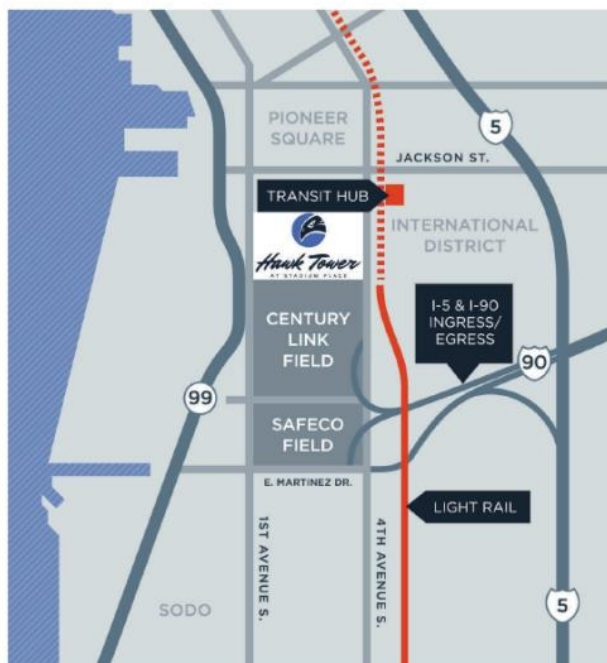 PIONEER
SQUARE
5
JACKSON ST.
TRANSIT HUB
INTERNATIONAL
DISTRICT
Hawk Tower
AT STADIUM PLACE
I-5 & I-90
INGRESS/
EGRESS
CENTURY
LINK
FIELD
90
99
SAFECO
FIELD
E. MARTINEZ DR.
LIGHT RAIL
1ST AVENUE S.
4TH AVENUE S.
SODO
5